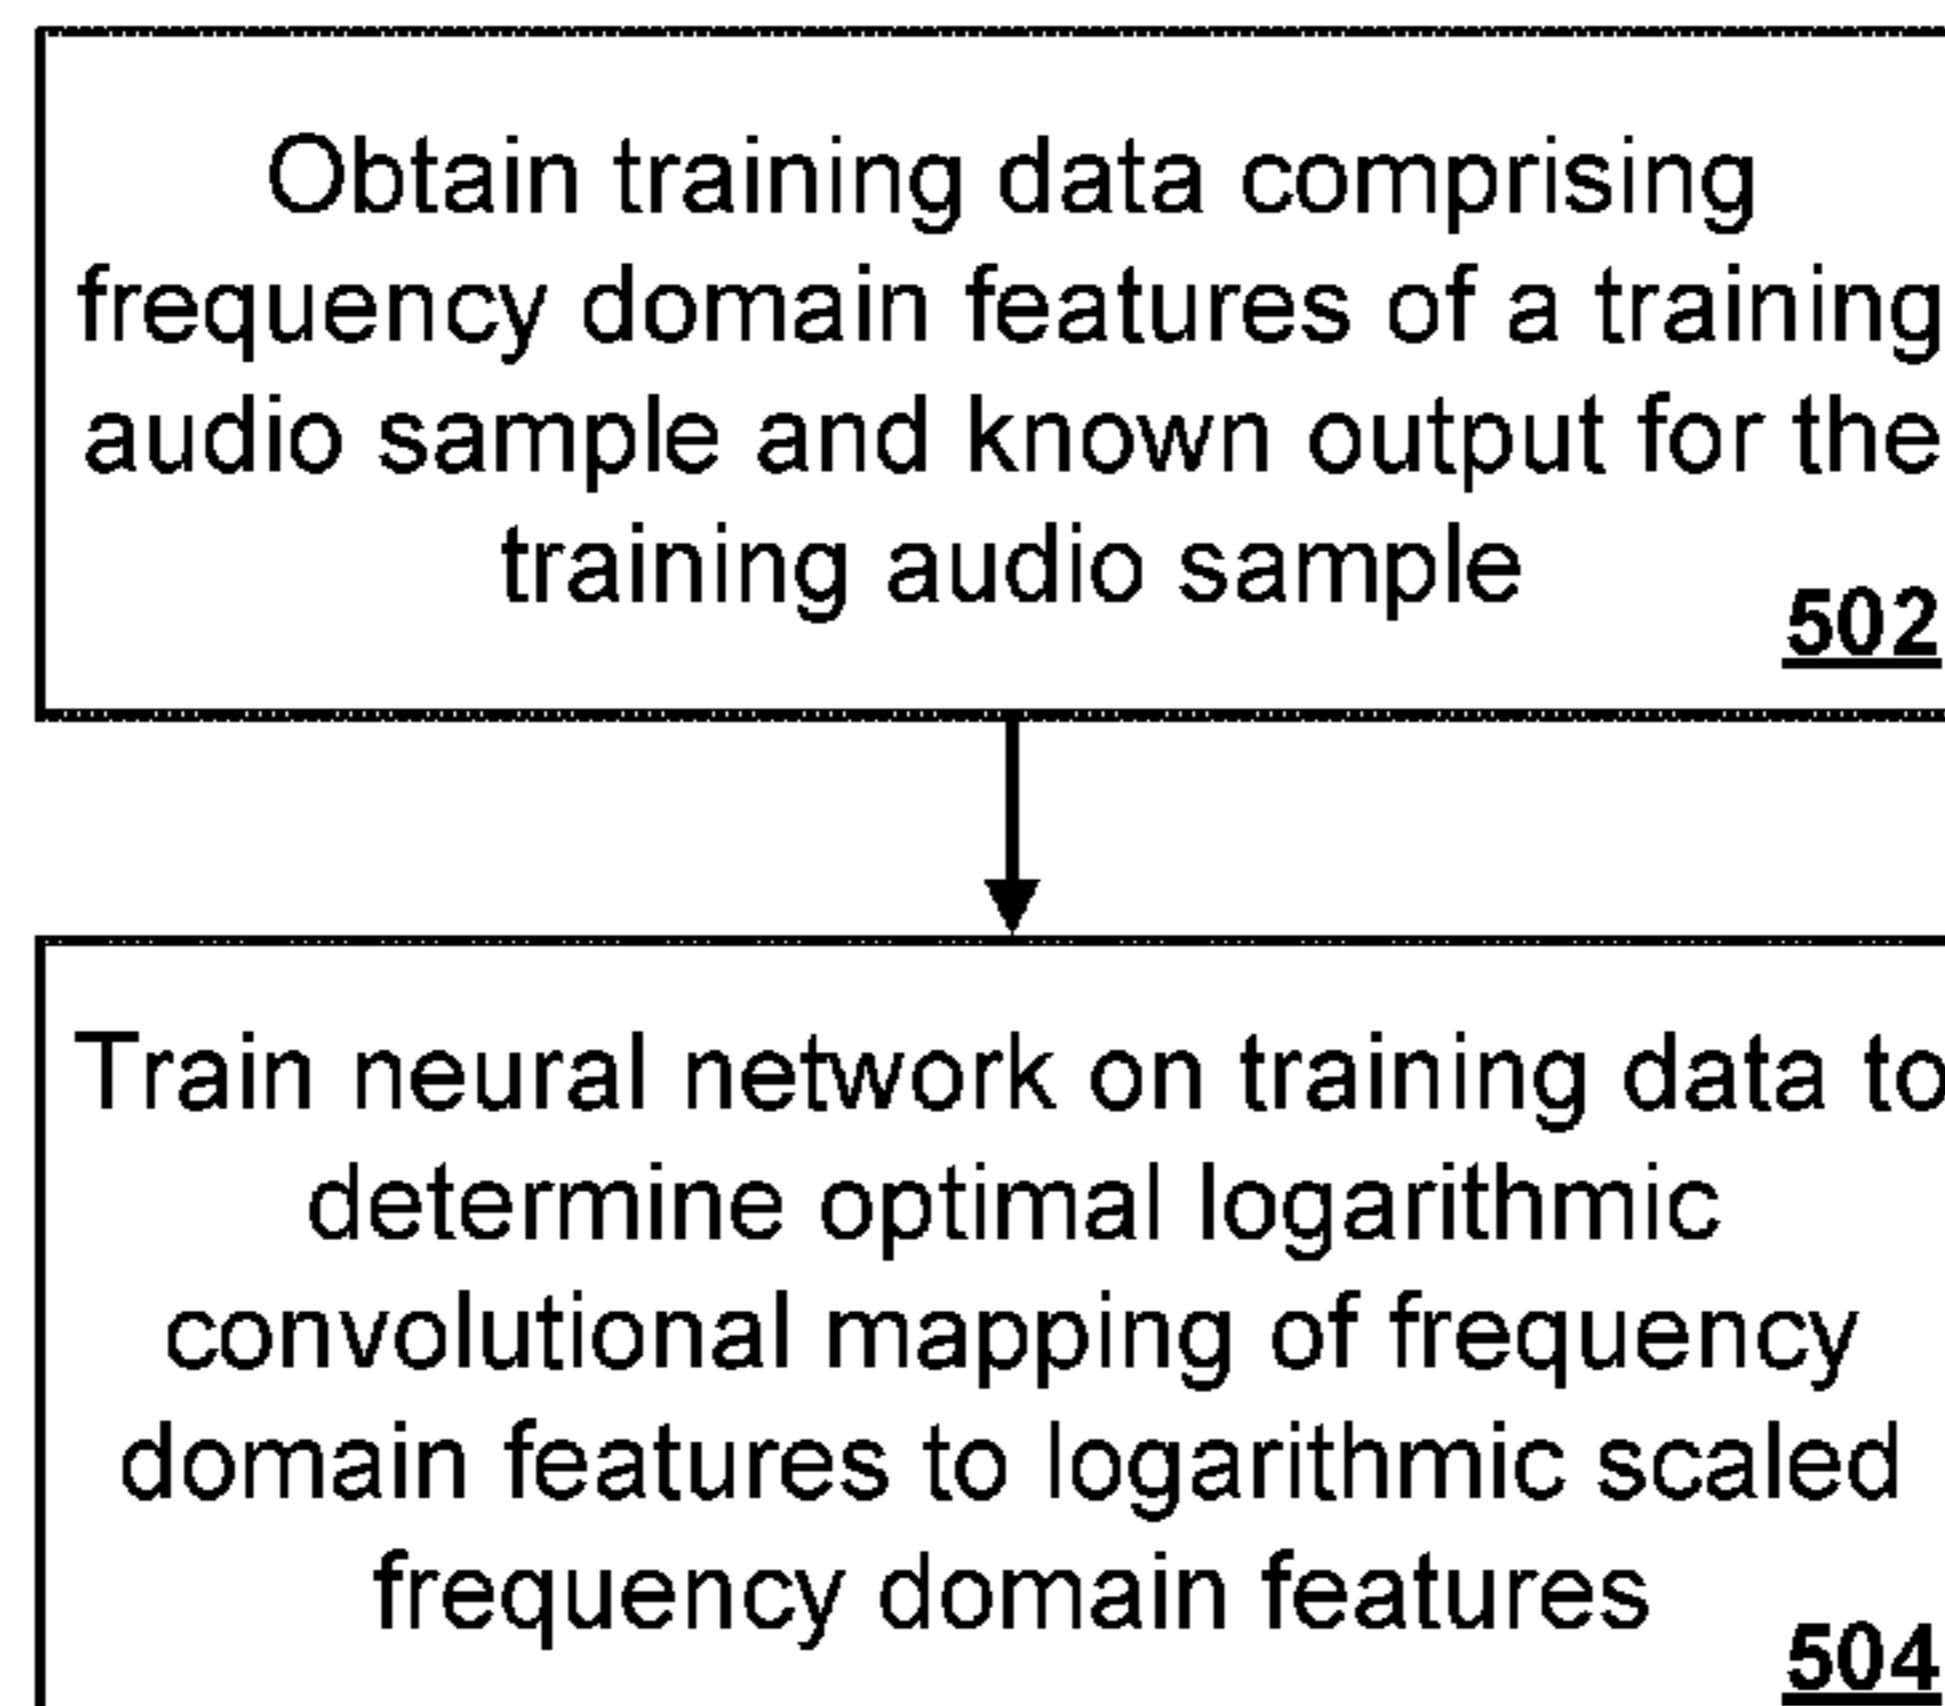 Obtain training data comprising
frequency domain features of a training
audio sample and known output for the
training audio sample
502
Train neural network on training data to
determine optimal logarithmic
convolutional mapping of frequency
domain features to logarithmic scaled
frequency domain features
504